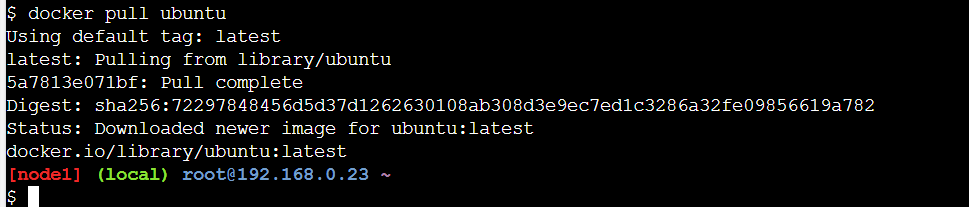 $ docker pull ubuntu
Using default tag: latest
latest: Pulling from library/ubuntu
5a7813e071bf: Pull complete
Digest: sha256:72297848456d5d37d1262630108ab308d3e9ec7ed1c3286a32fe09856619a782
Status: Downloaded newer image for ubuntu:latest
docker.io/library/ubuntu:latest
[node1] (local) root@192.168.0.23 ~
$